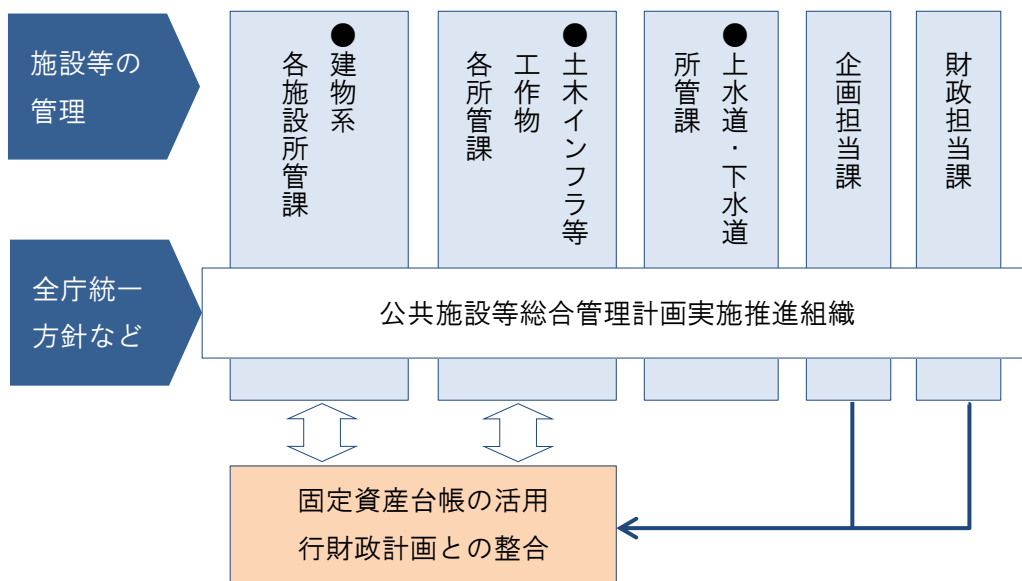 施設等の
管理
●建物系
各施設所管課
●土木インフラ等
工作物
各所管課
●上水道・下水道
所管課
企画担当課
財政担当課
全庁統一
方針など
公共施設等総合管理計画実施推進組織
固定資産台帳の活用
行財政計画との整合